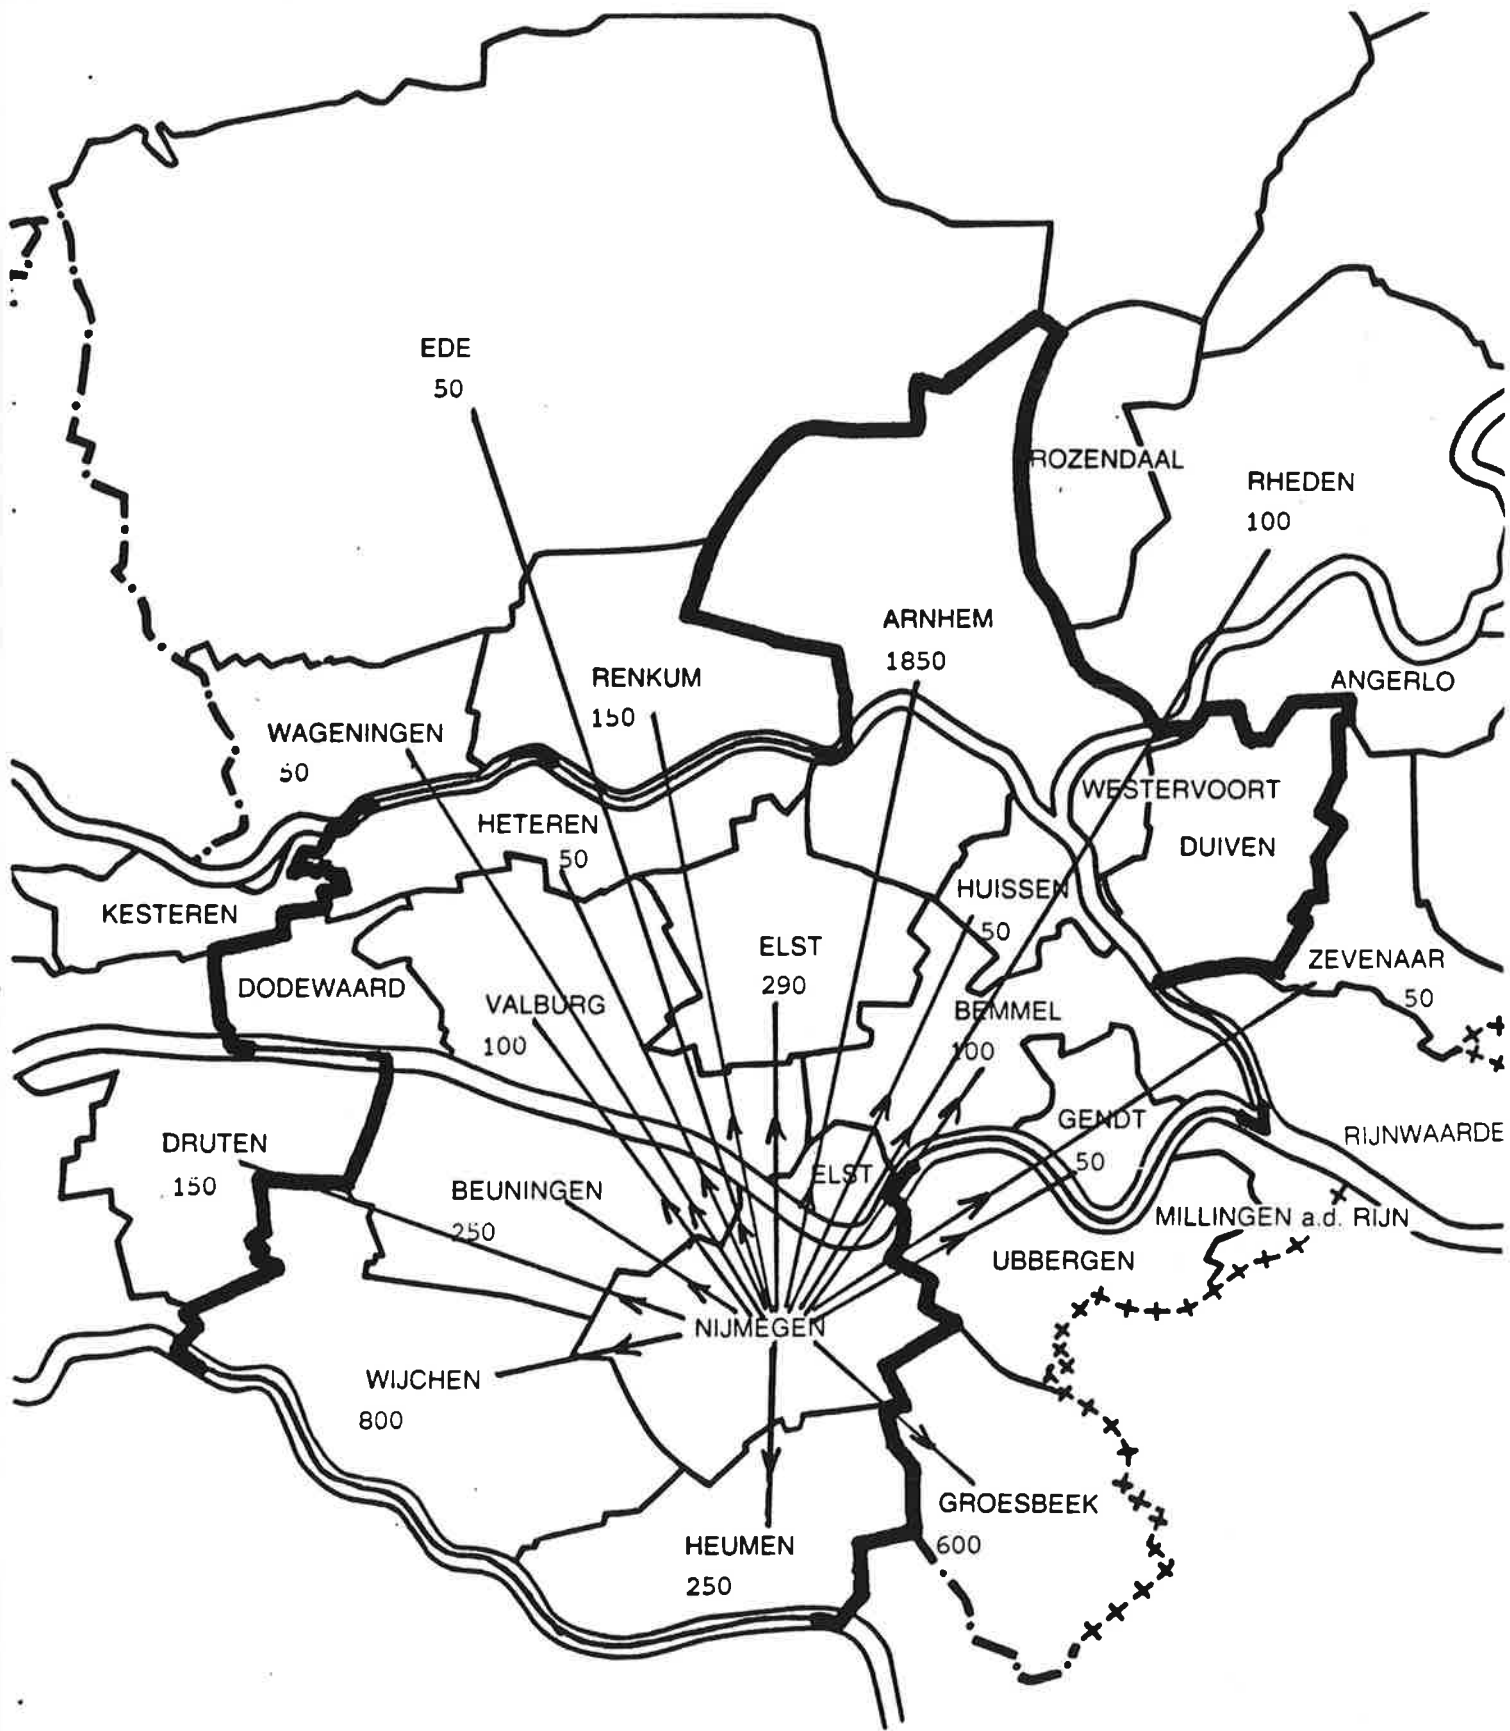 EDE
50
ROZENDAAL
RHEDEN
100
ARNHEM
1850
RENKUM
150
ANGERLO
WAGENINGEN
50
WESTERVOORT
HETEREN
50
DUIVEN
HUISSEN
50
KESTEREN
ELST
290
ZEVENAAR
50
DODEWAARD
VALBURG
100
BEMMEL
100
GENDT
50
DRUTEN
150
RIJNWAARDE
ELST
BEUNINGEN
250
MILLINGEN a.d. RIJN
UBBERGEN
NIJMEGEN
WIJCHEN
800
GROESBEEK
600
HEUMEN
250